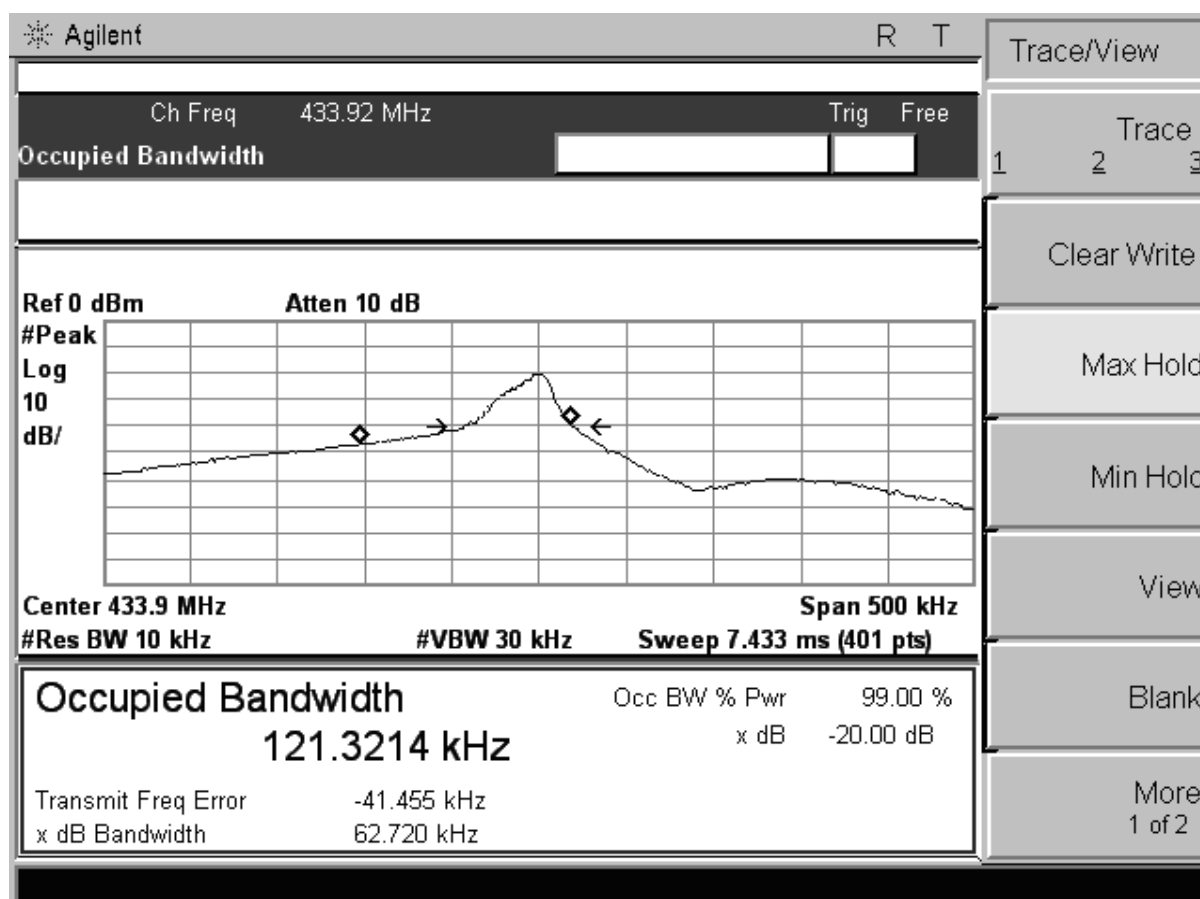 Agilent R T
Trace/View
Ch Freq 433.92 MHz Trig Free
Occupied Bandwidth
Trace
1 2 3
Clear Write
Ref 0 dBm Atten 10 dB
#Peak
Log
10
dB/
Max Hold
Min Hold
View
Center 433.9 MHz Span 500 kHz
#Res BW 10 kHz #VBW 30 kHz Sweep 7.433 ms (401 pts)
Occupied Bandwidth
121.3214 kHz
Occ BW % Pwr 99.00 %
x dB -20.00 dB
Transmit Freq Error -41.455 kHz
x dB Bandwidth 62.720 kHz
Blank
More
1 of 2